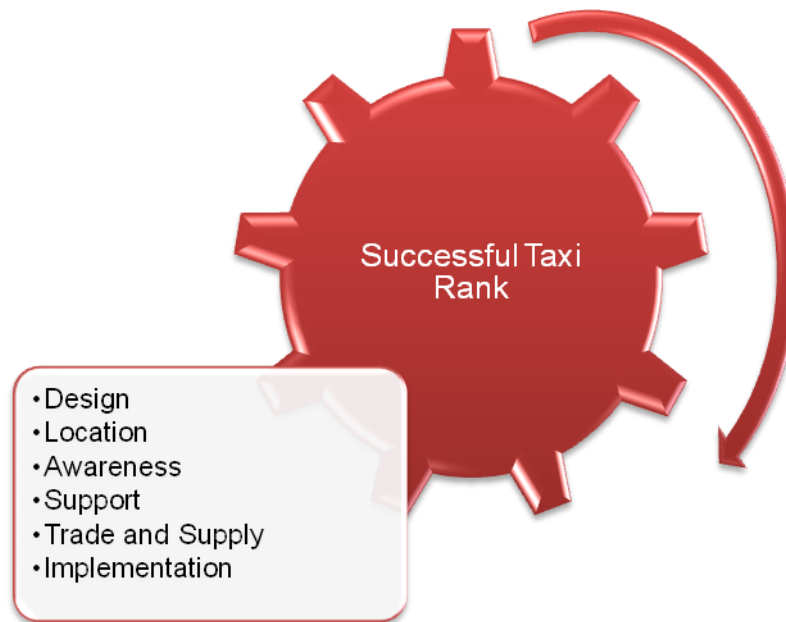 Successful Taxi
Rank
•Design
•Location
•Awareness
•Support
•Trade and Supply
•Implementation